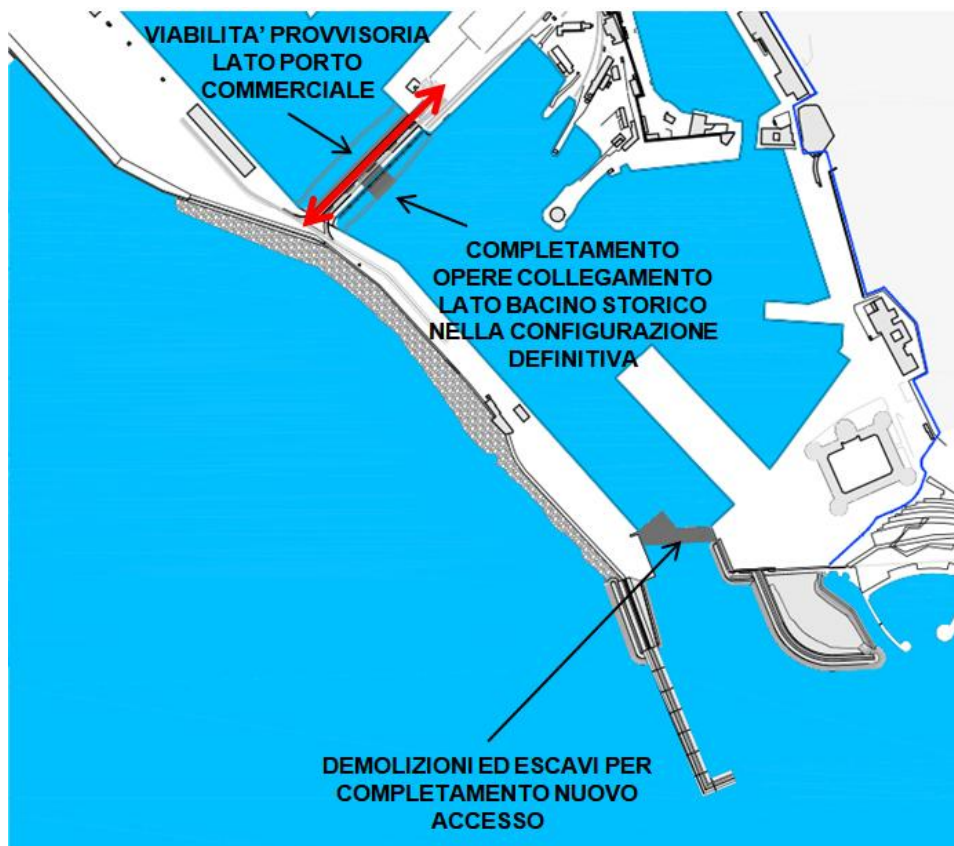 VIABILITA' PROVVISORIA
LATO PORTO
COMMERCIALE
COMPLETAMENTO
OPERE COLLEGAMENTO
LATO BACINO STORICO
NELLA CONFIGURAZIONE
DEFINITIVA
DEMOLIZIONI ED ESCAVI PER
COMPLETAMENTO NUOVO
ACCESSO